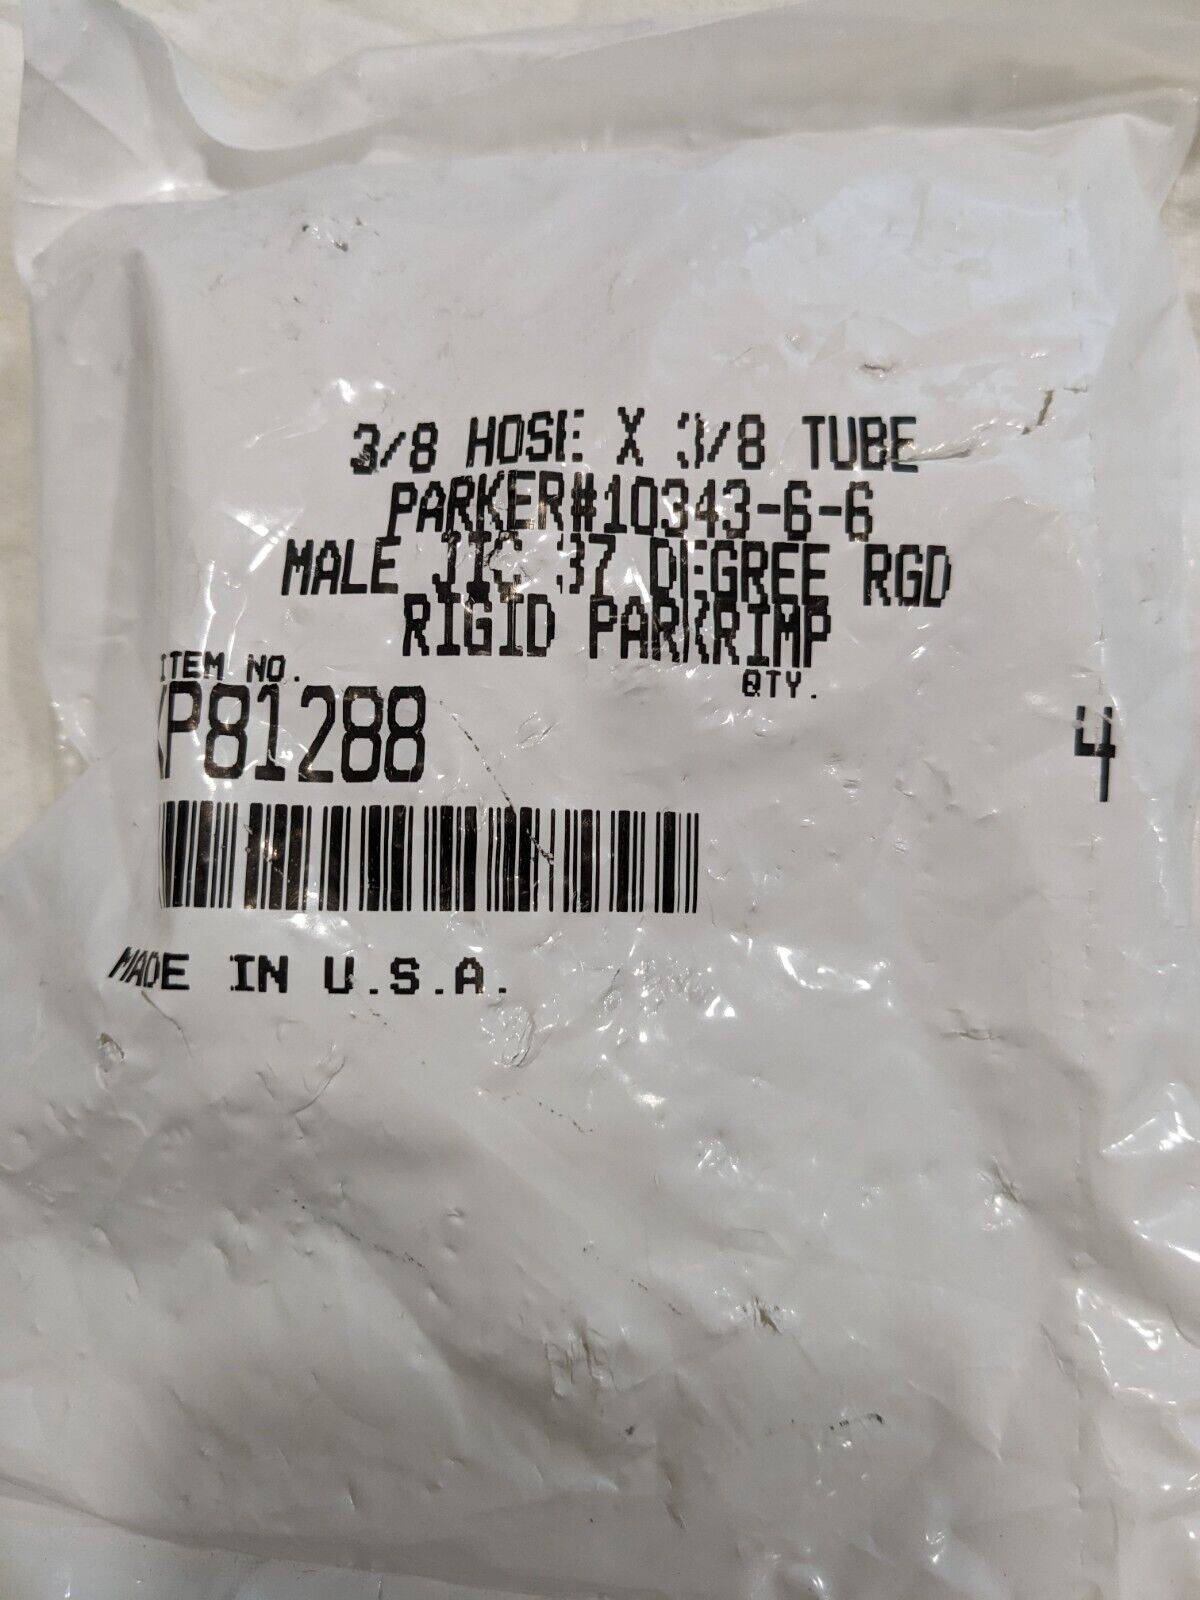 3/8 HOSE X 3/8 TUBE
PARKER#10343-6-6
MALE JIC 37 DEGREE RGD
RIGID PARKRIMP
ITEM NO. QTY.
KP81288 4
MADE IN U.S.A.